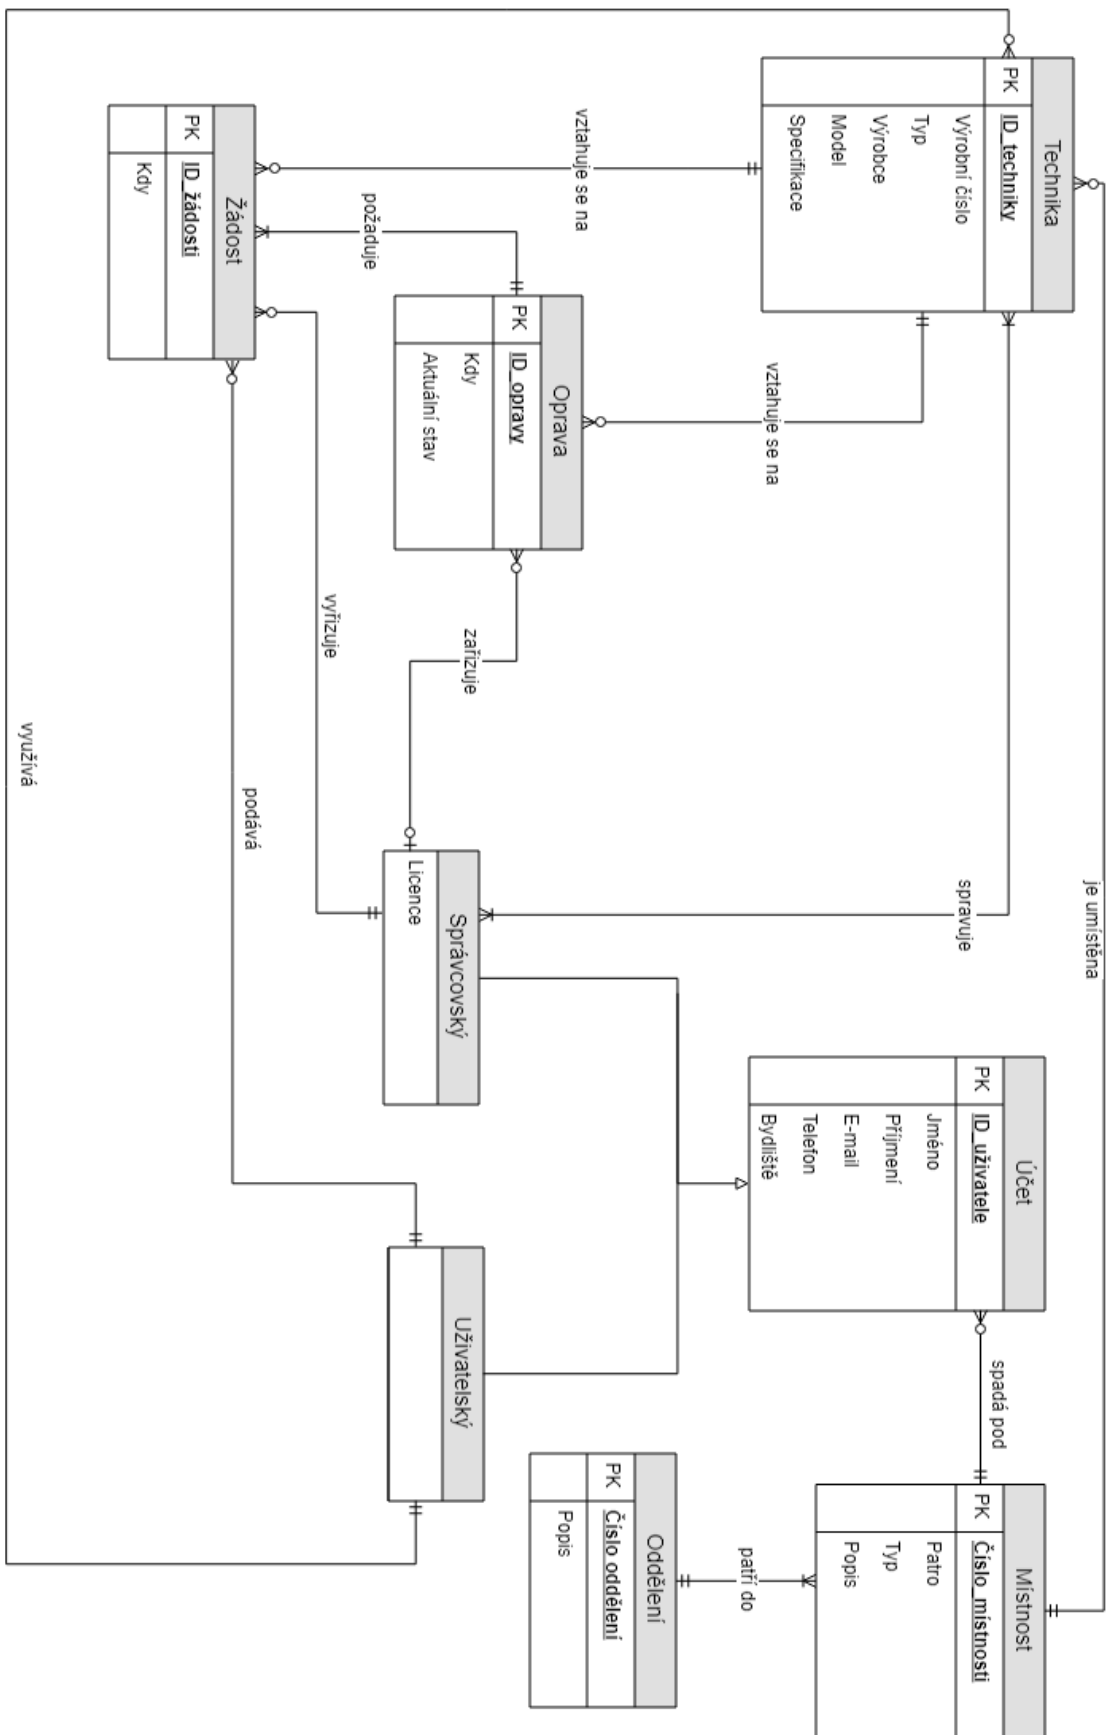 Technika
PK ID_techniky
Výrobní číslo
Typ
Výrobce
Model
Specifikace
je umístěna
Účet
PK ID_uživatele
Jméno
Příjmení
E-mail
Telefon
Bydliště
spadá pod
Místnost
PK Číslo_místnosti
Patro
Typ
Popis
spravuje
vztahuje se na
patří do
Oddělení
PK Číslo oddělení
Popis
vztahuje se na
Oprava
PK ID_opravy
Kdy
Aktuální stav
zařizuje
Správcovský
Licence
Uživatelský
požaduje
vyřizuje
Žádost
PK ID_žádosti
Kdy
podává
využívá